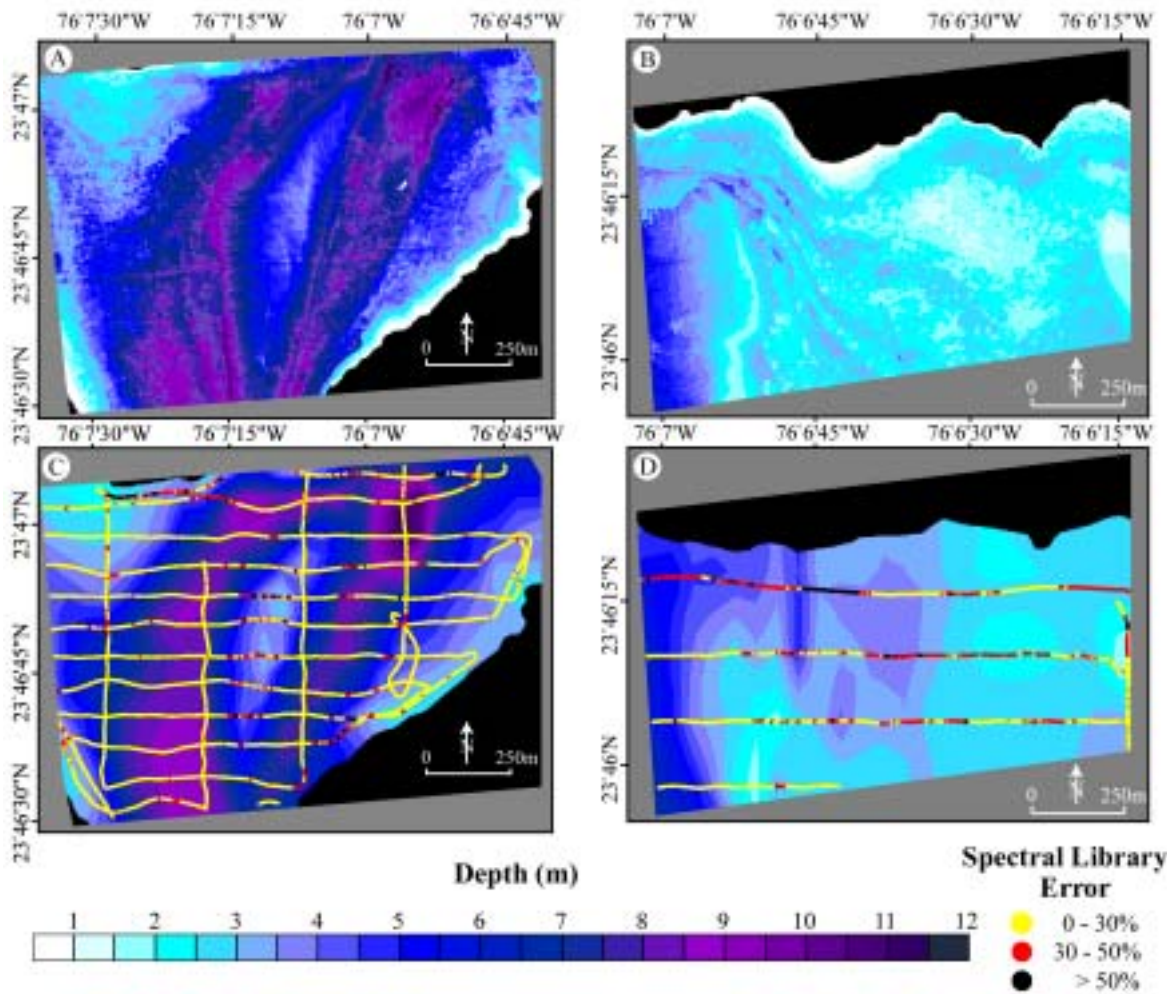 76˚7'30"W 76˚7'15"W 76˚7'W 76˚6'45"W
76˚7'W 76˚6'45"W 76˚6'30"W 76˚6'15"W
A
23˚47'N
23˚46'45"N
23˚46'30"N
N
0 250m
B
23˚46'15"N
23˚46'N
N
0 250m
76˚7'30"W 76˚7'15"W 76˚7'W 76˚6'45"W
76˚7'W 76˚6'45"W 76˚6'30"W 76˚6'15"W
C
23˚47'N
23˚46'45"N
23˚46'30"N
N
0 250m
D
23˚46'15"N
23˚46'N
N
0 250m
Depth (m)
1 2 3 4 5 6 7 8 9 10 11 12
Spectral Library
Error
0 - 30%
30 - 50%
> 50%